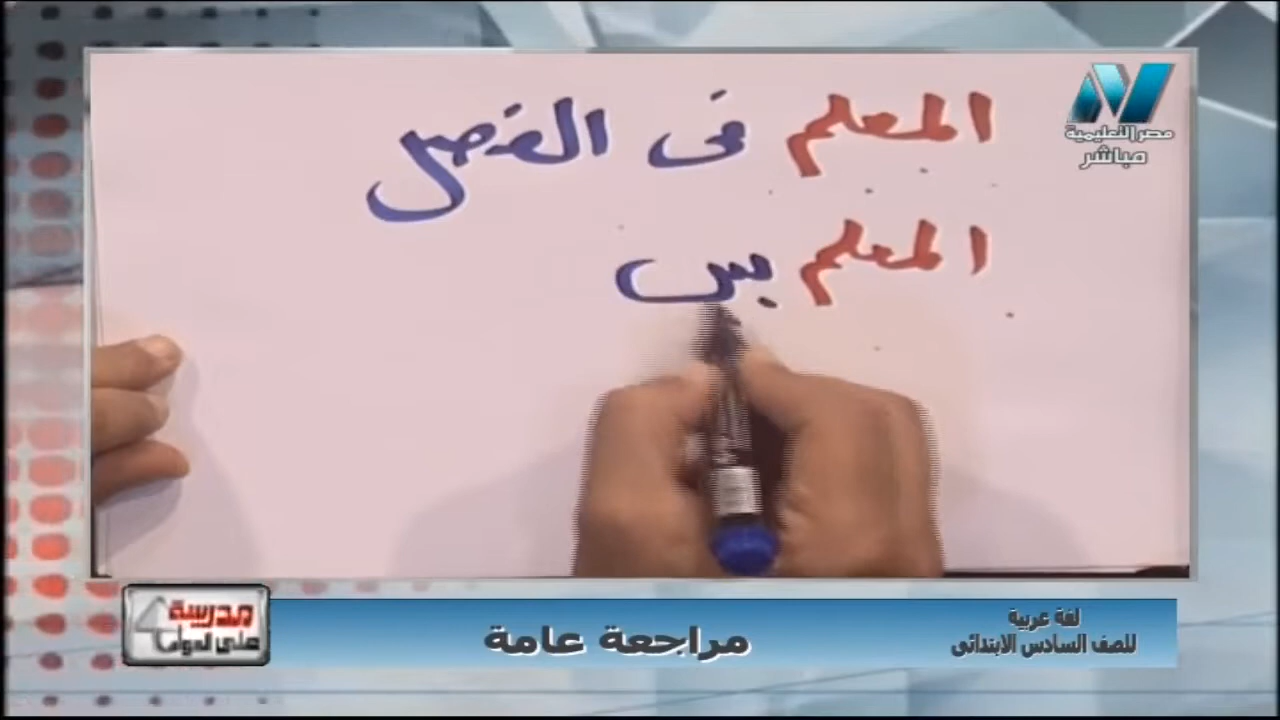 المعلم فى الفصل
المعلم بس
مصر التعليمية
مباشر
لغة عربية
للصف السادس الابتدائى
مراجعة عامة
مدرسة
على الهواء